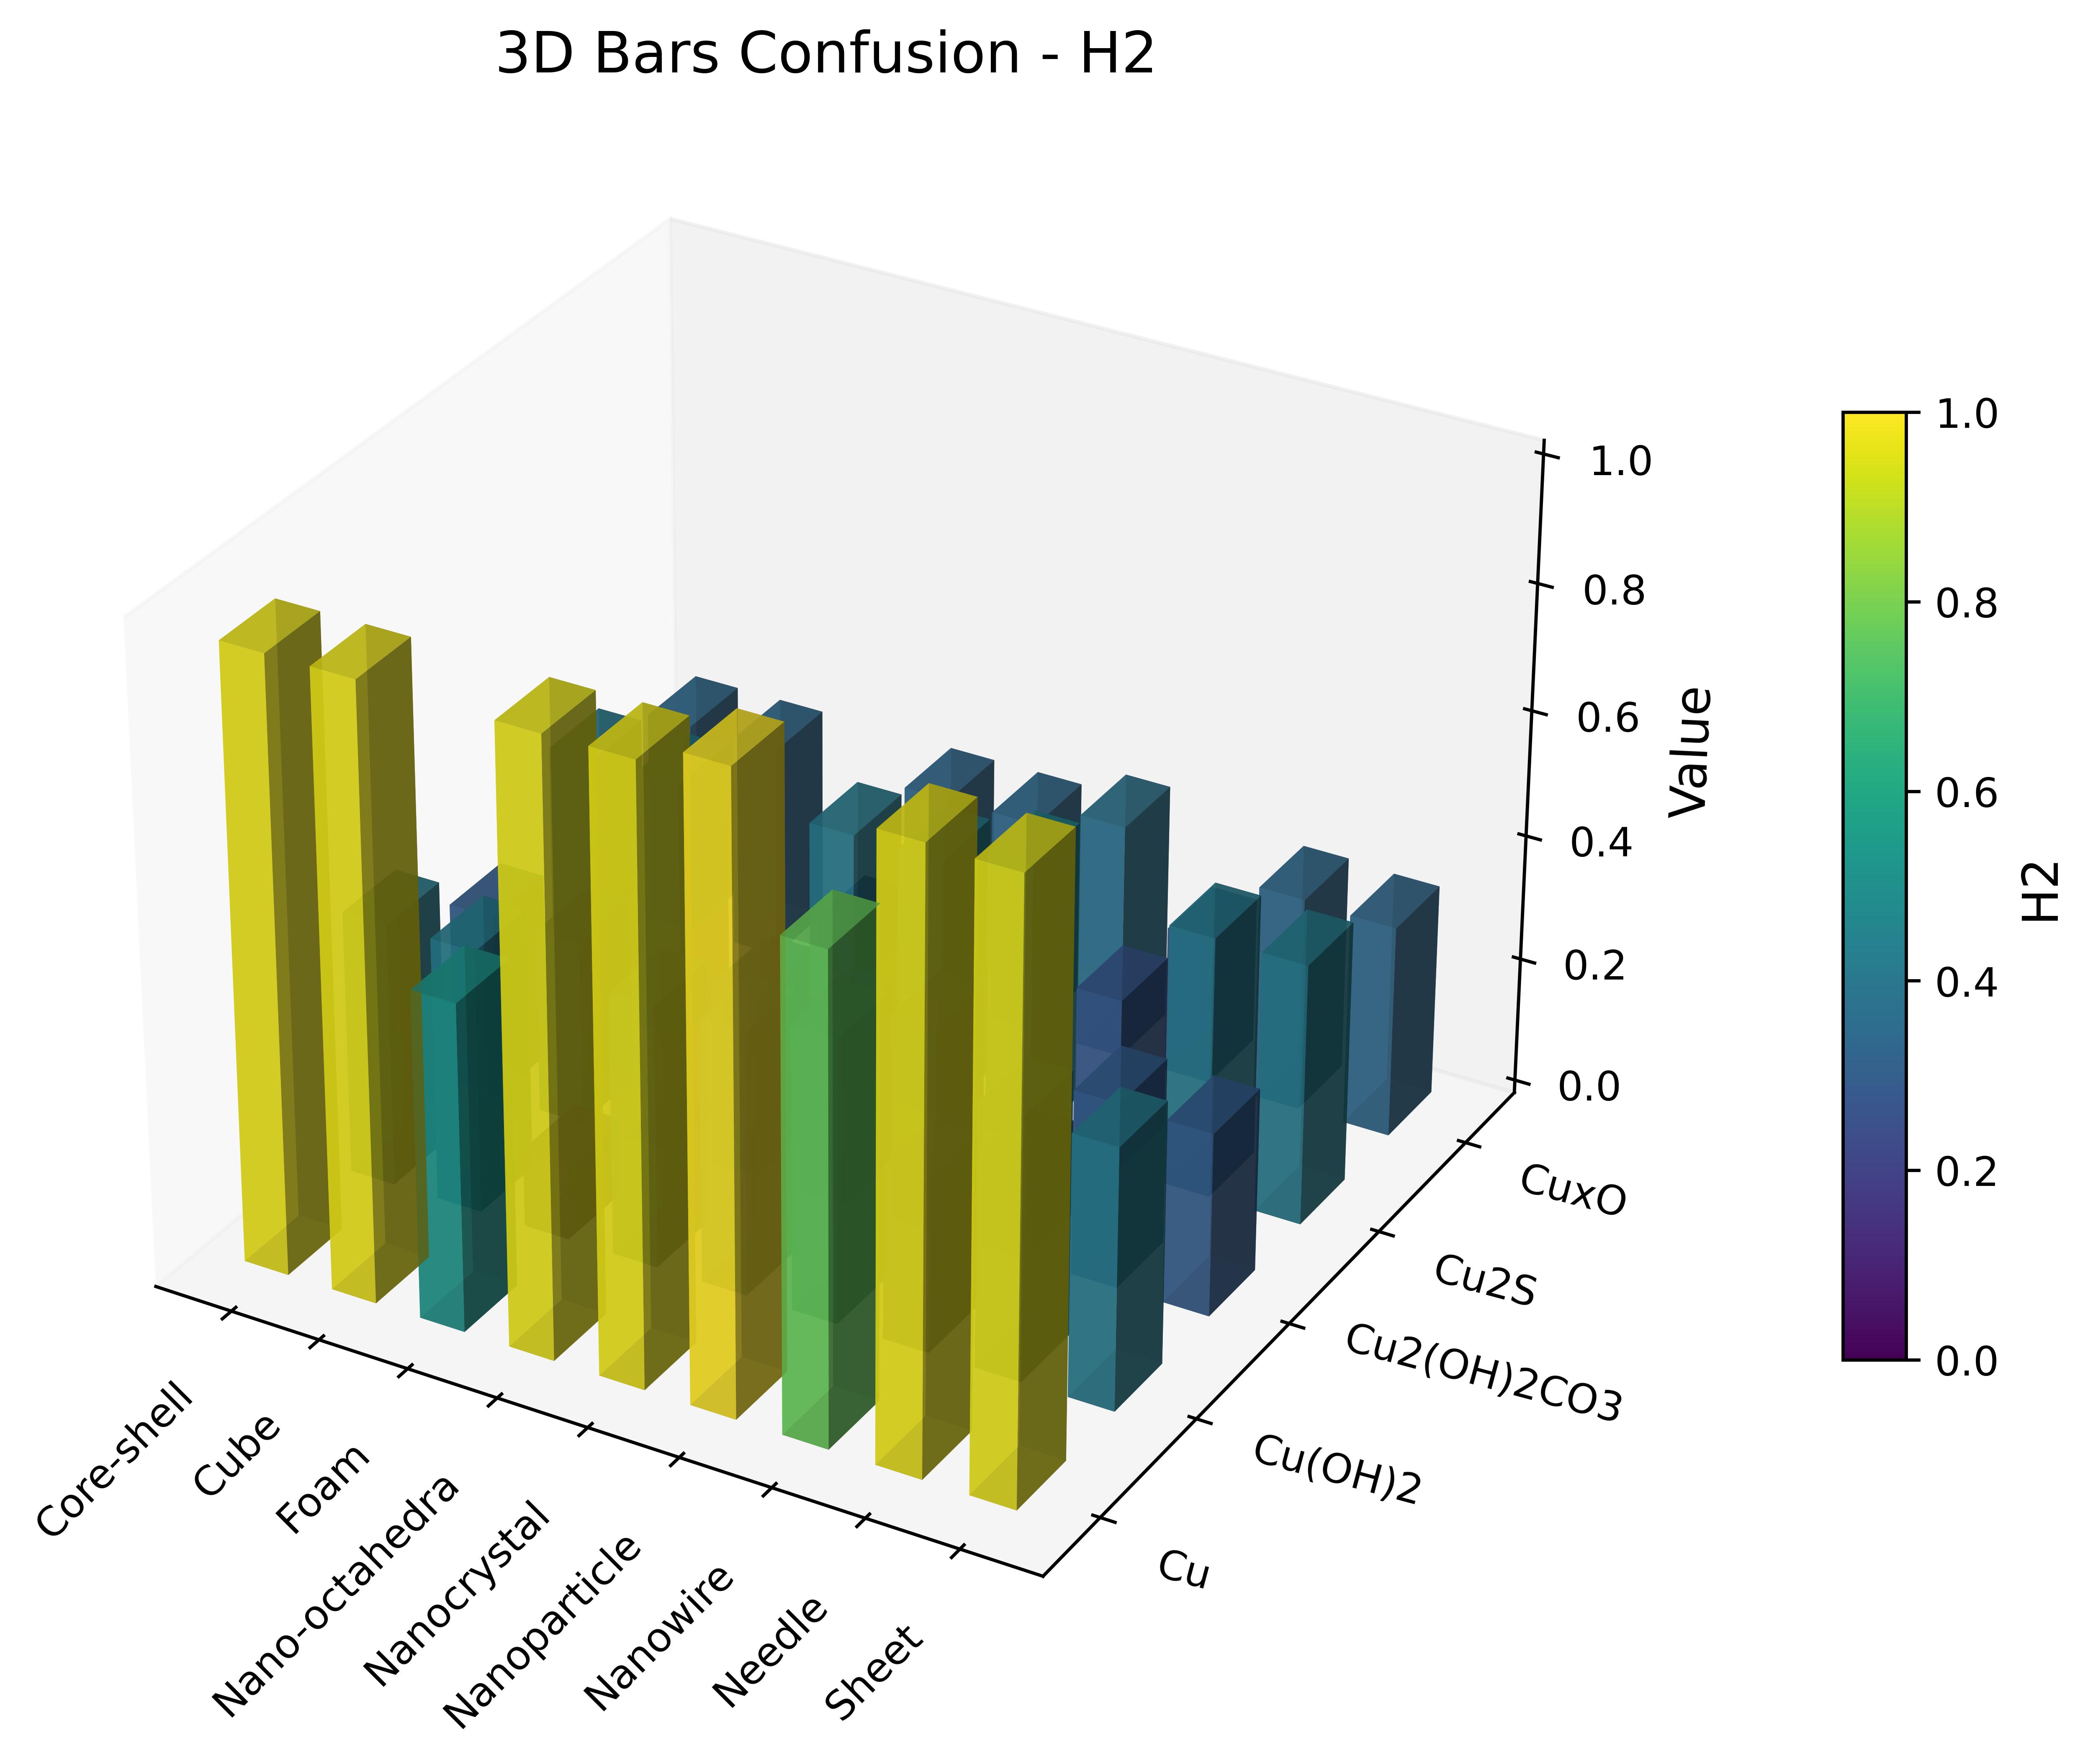 3D Bars Confusion - H2
1.0
0.8
0.6
0.4
0.2
0.0
Value
1.0
0.8
0.6
0.4
0.2
0.0
H2
CuxO
Cu2S
Cu2(OH)2CO3
Cu(OH)2
Cu
Core-shell
Cube
Foam
Nano-octahedra
Nanocrystal
Nanoparticle
Nanowire
Needle
Sheet